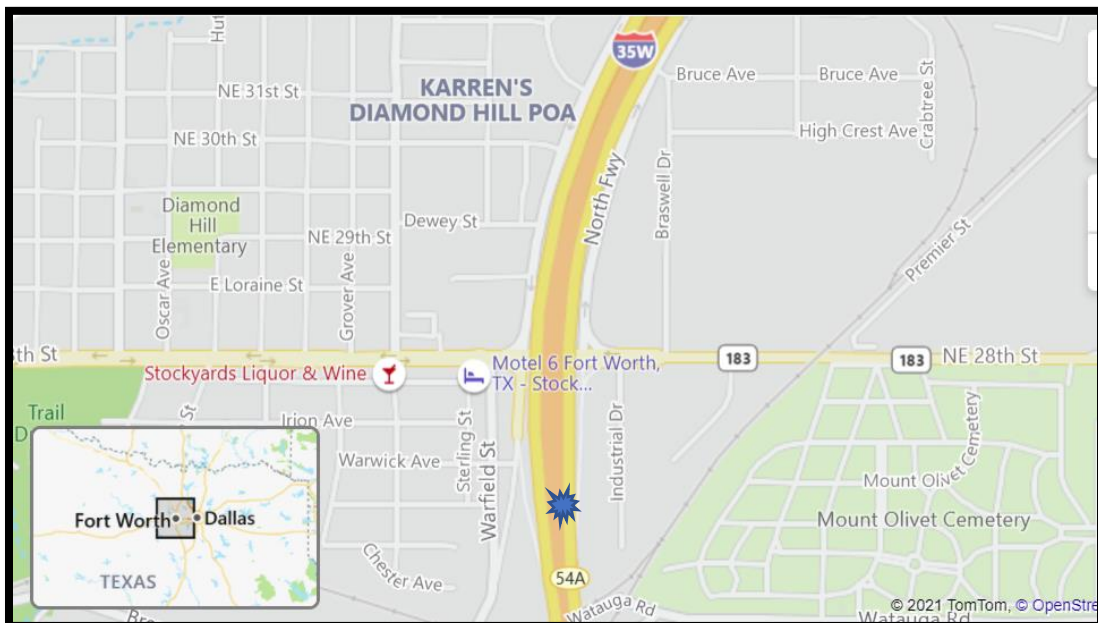 Hut
35W
Bruce Ave
Bruce Ave
Crabtree St
KARREN'S
DIAMOND HILL POA
NE 31st St
NE 30th St
High Crest Ave
North Fwy
Braswell Dr
Diamond
Hill
Elementary
Dewey St
NE 29th St
Premier St
Oscar Ave
E Loraine St
Grover Ave
8th St
183
183
NE 28th St
Stockyards Liquor & Wine
Motel 6 Fort Worth,
TX - Stock...
Trail
D
St
Irion Ave
Sterling St
Warfield St
Industrial Dr
Warwick Ave
Mount Olivet Cemetery
Mount Olivet Cemetery
Fort Worth
Dallas
TEXAS
Chester Ave
54A
Watauga Rd
© 2021 TomTom, © OpenStre
Watauga Rd